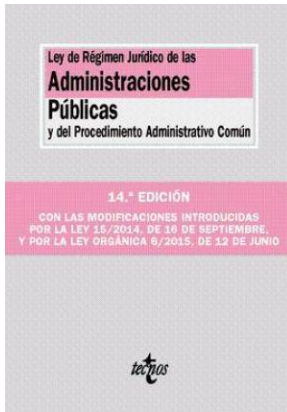 Ley de Régimen Jurídico de las
Administraciones
Públicas
y del Procedimiento Administrativo Común
14.ª EDICIÓN
CON LAS MODIFICACIONES INTRODUCIDAS
POR LA LEY 15/2014, DE 16 DE SEPTIEMBRE,
Y POR LA LEY ORGÁNICA 6/2015, DE 12 DE JUNIO
tecnos